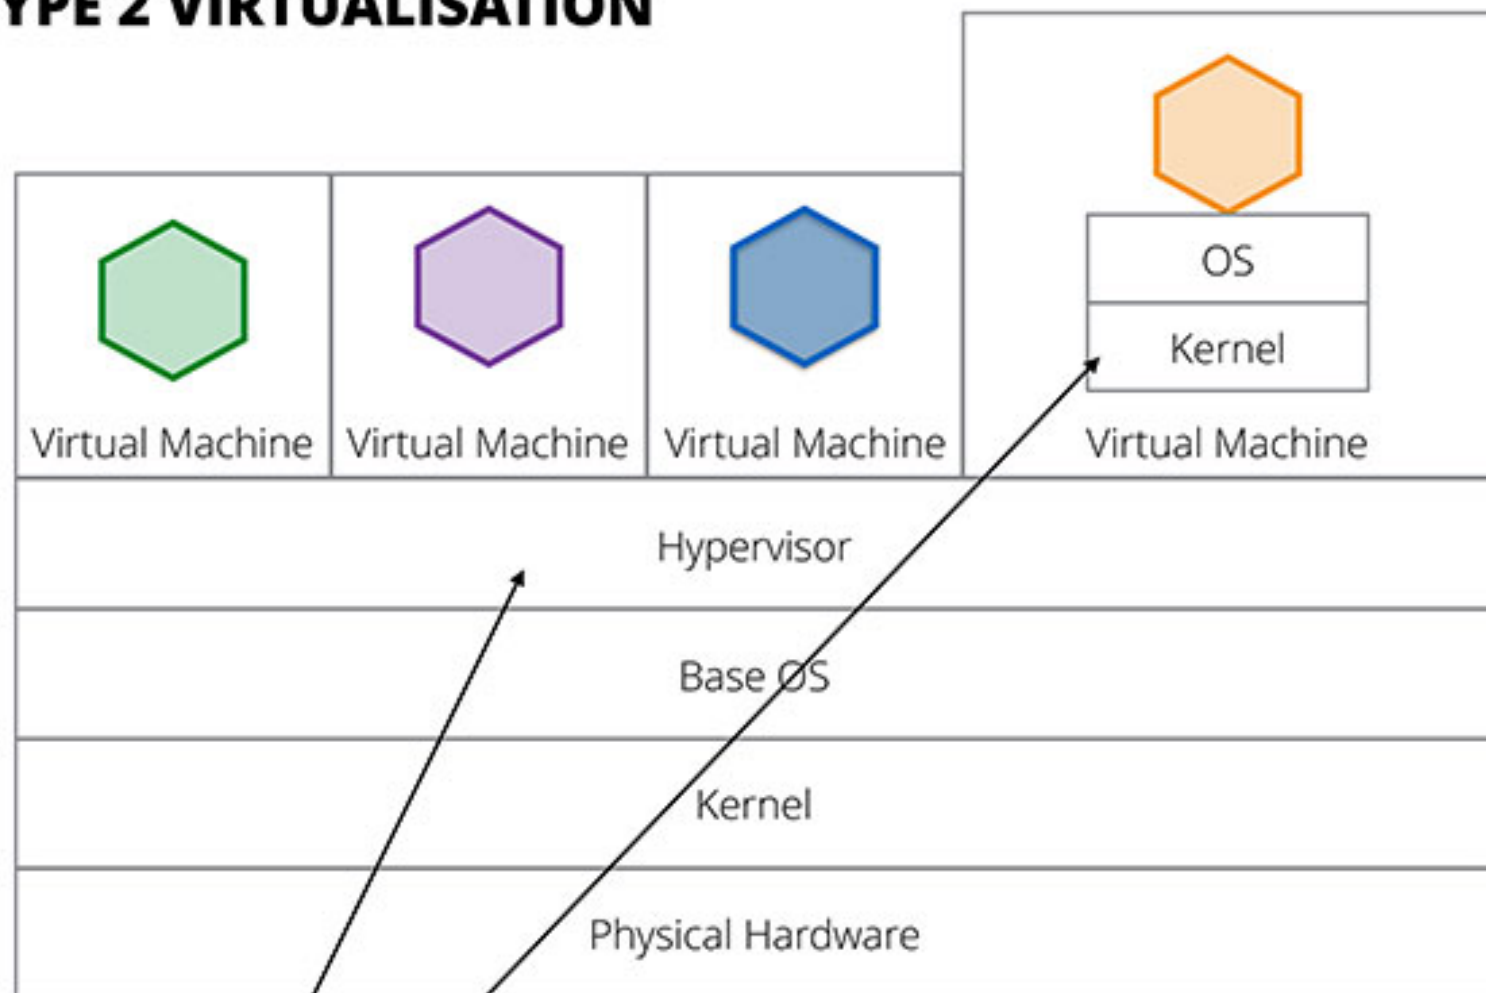 YPE 2 VIRTUALISATION
OS
Kernel
Virtual Machine
Virtual Machine
Virtual Machine
Virtual Machine
Hypervisor
Base OS
Kernel
Physical Hardware